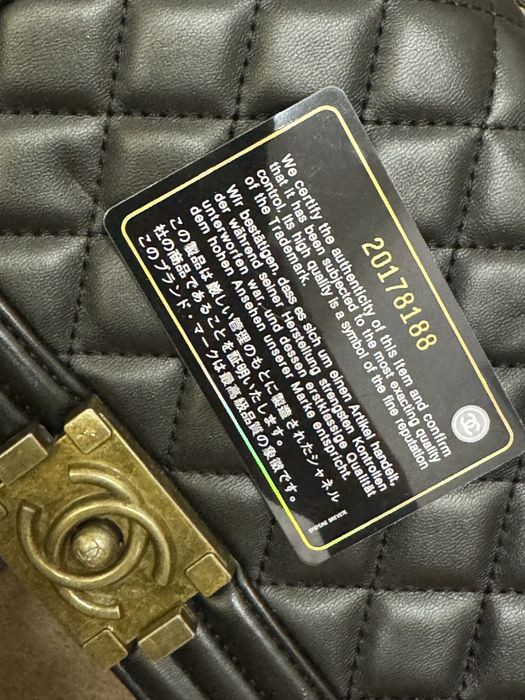 20178188
We certify the authenticity of this item and confirm
that it has been subjected to the most exacting quality
control, its high quality is a symbol of the fine reputation
of the Trademark.
Wir bestätigen, dass es sich um einen Artikel handelt,
der während seiner Herstellung strengsten Kontrollen
unterworfen war, und dessen erstklassige Qualität
dem hohen Ansehen unserer Marke entspricht.
この製品は厳しい管理のもとに製造されたシャネル
社の商品であることを証明いたします。
このブランド・マークは最高級品質の象徴です。
SYSTEME BREVETE